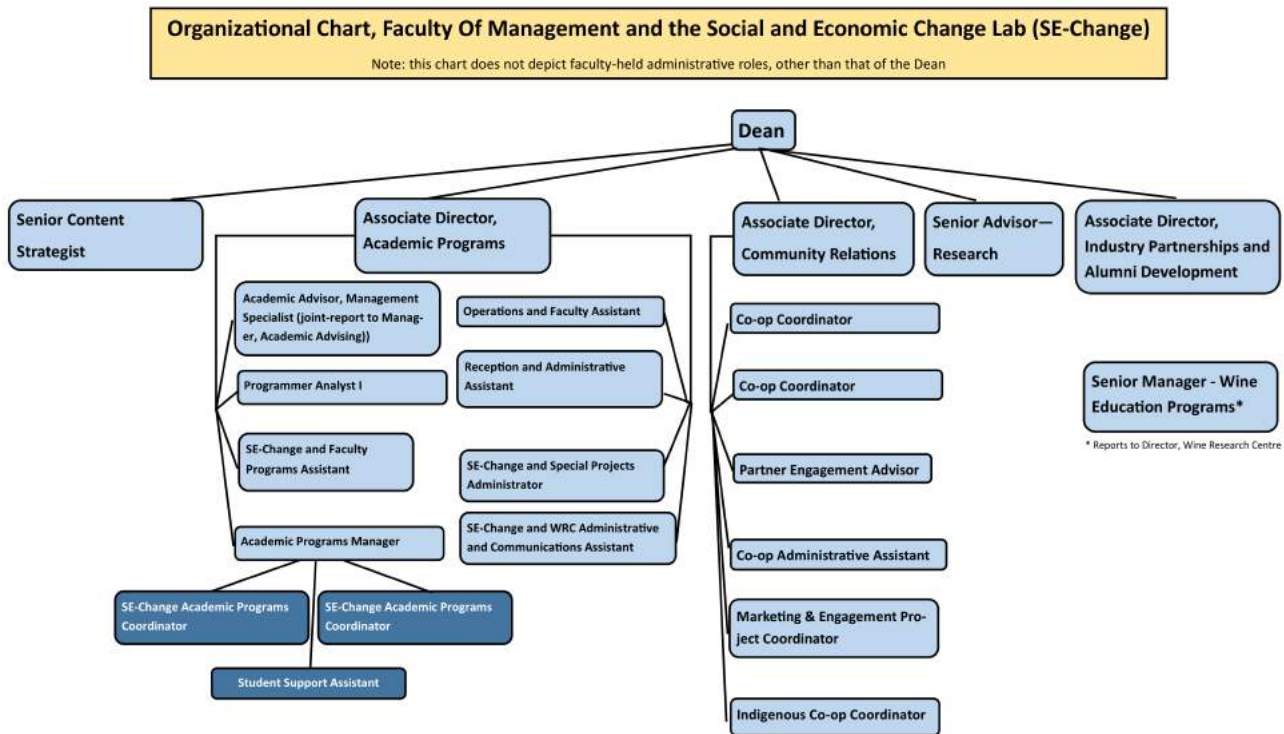 Organizational Chart, Faculty Of Management and the Social and Economic Change Lab (SE-Change)
Note: this chart does not depict faculty-held administrative roles, other than that of the Dean
Dean
Senior Content
Strategist
Associate Director,
Academic Programs
Associate Director,
Community Relations
Senior Advisor—
Research
Associate Director,
Industry Partnerships and
Alumni Development
Academic Advisor, Management
Specialist (joint-report to Manag-
er, Academic Advising))
Programmer Analyst I
SE-Change and Faculty
Programs Assistant
Academic Programs Manager
SE-Change Academic Programs
Coordinator
SE-Change Academic Programs
Coordinator
Student Support Assistant
Operations and Faculty Assistant
Reception and Administrative
Assistant
SE-Change and Special Projects
Administrator
SE-Change and WRC Administrative
and Communications Assistant
Co-op Coordinator
Co-op Coordinator
Partner Engagement Advisor
Co-op Administrative Assistant
Marketing & Engagement Pro-
ject Coordinator
Indigenous Co-op Coordinator
Senior Manager - Wine
Education Programs*
* Reports to Director, Wine Research Centre